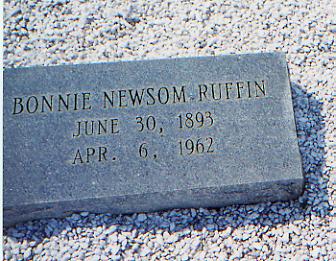 BONNIE NEWSOM RUFFIN
JUNE 30, 1893
APR. 6, 1962